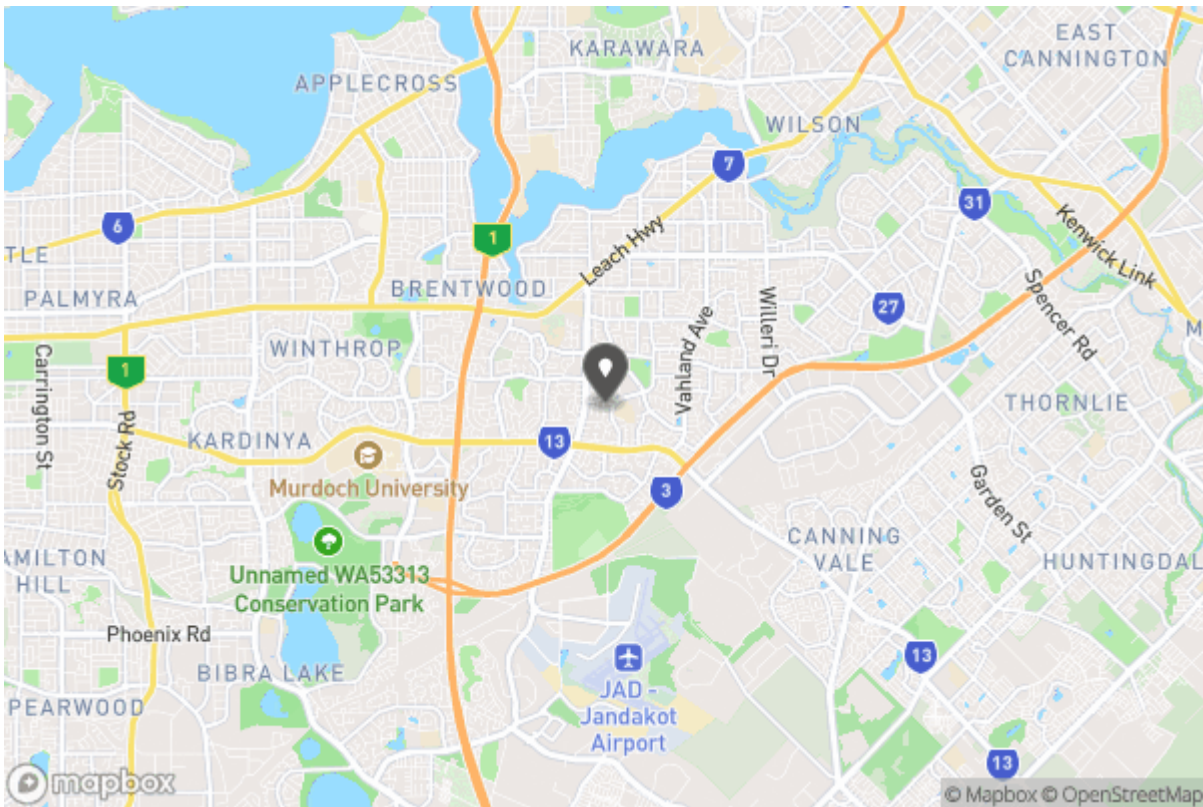 KARAWARA
EAST
CANNINGTON
APPLECROSS
WILSON
7
31
6
1
Leach Hwy
Kenwick Link
TLE
BRENTWOOD
PALMYRA
27
Spencer Rd
Vahland Ave
Willeri Dr
M
WINTHROP
1
Carrington St
Stock Rd
THORNLIE
KARDINYA
13
Murdoch University
3
Garden St
CANNING
VALE
AMILTON
HILL
HUNTINGDAL
Unnamed WA53313
Conservation Park
Phoenix Rd
13
BIBRA LAKE
JAD -
Jandakot
Airport
PEARWOOD
13
mapbox
© Mapbox © OpenStreetMap